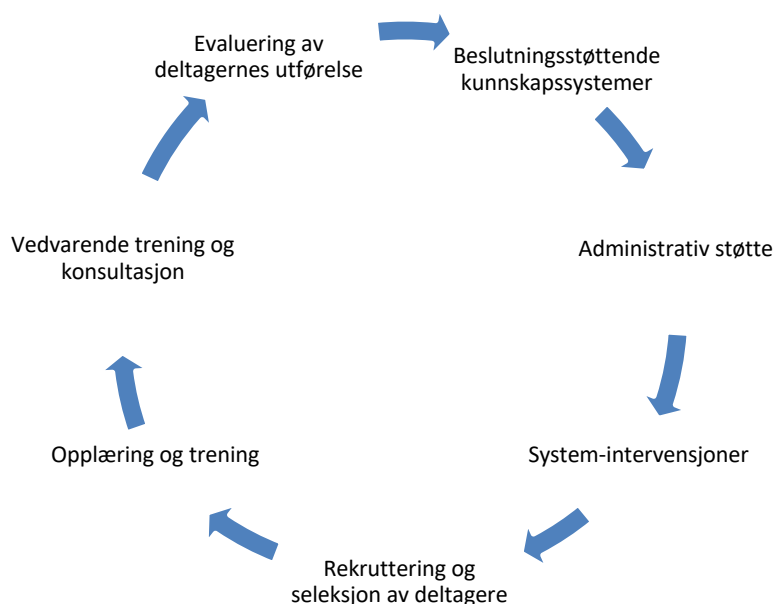 Evaluering av
deltagernes utførelse
Beslutningsstøttende
kunnskapssystemer
Administrativ støtte
System-intervensjoner
Rekruttering og
seleksjon av deltagere
Opplæring og trening
Vedvarende trening og
konsultasjon